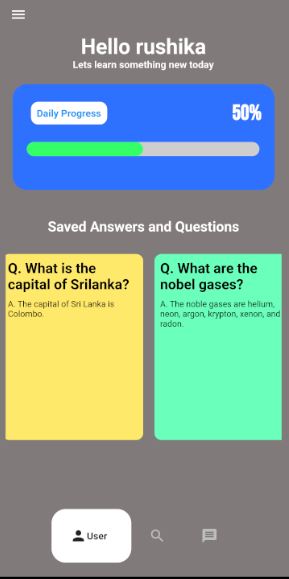 Hello rushika
Lets learn something new today
Daily Progress
50%
Saved Answers and Questions
Q. What is the
capital of Srilanka?
A. The capital of Sri Lanka is
Colombo.
Q. What are the
nobel gases?
A. The noble gases are helium,
neon, argon, krypton, xenon, and
radon.
User